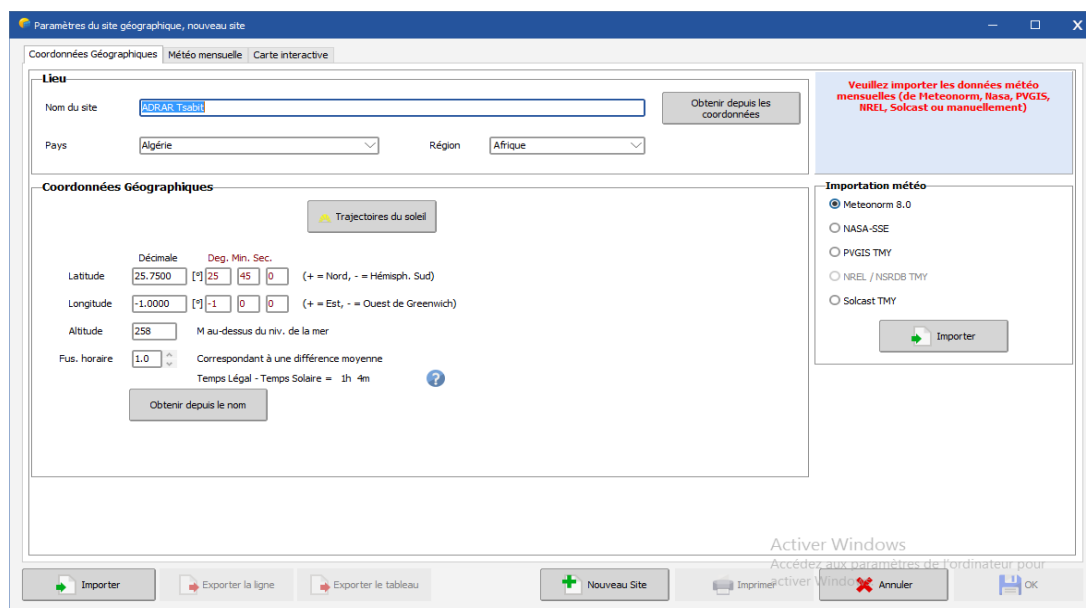 Paramètres du site géographique, nouveau site
Coordonnées Géographiques Météo mensuelle Carte interactive
Lieu
Nom du site ADRAR Tsabit
Obtenir depuis les
coordonnées
Pays Algérie Région Afrique
Veuillez importer les données météo
mensuelles (de Meteonorm, Nasa, PVGIS,
NREL, Solcast ou manuellement)
Coordonnées Géographiques
Trajectoires du soleil
Décimale Deg. Min. Sec.
Latitude 25.7500 [°] 25 45 0 (+ = Nord, - = Hémisph. Sud)
Longitude -1.0000 [°] -1 0 0 (+ = Est, - = Ouest de Greenwich)
Altitude 258 M au-dessus du niv. de la mer
Fus. horaire 1.0 Correspondant à une différence moyenne
Temps Légal - Temps Solaire = 1h 4m ?
Obtenir depuis le nom
Importation météo
Meteonorm 8.0
NASA-SSE
PVGIS TMY
NREL / NSRDB TMY
Solcast TMY
Importer
Activer Windows
Accédez aux paramètres de l'ordinateur pour
activer Windows
Importer Exporter la ligne Exporter le tableau Nouveau Site Imprimer Annuler OK